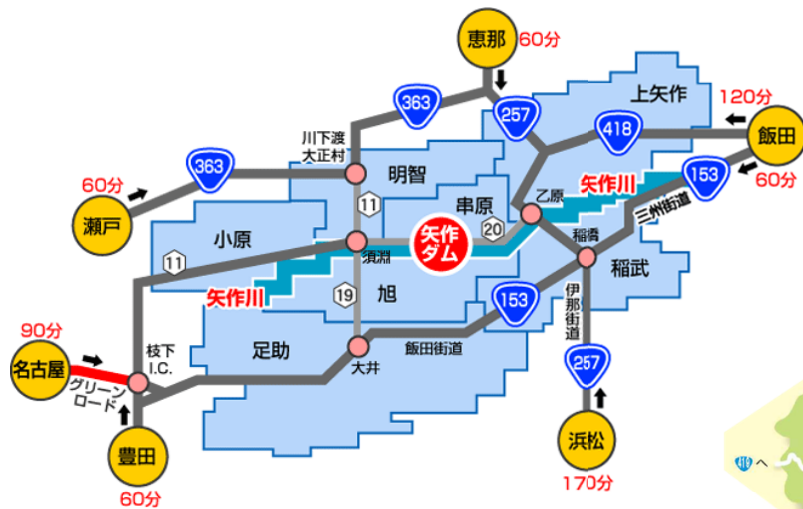 恵那
60分
363
257
上矢作
418
120分
飯田
60分
153
三州街道
川下渡
大正村
363
60分
瀬戸
明智
11
串原
20
乙原
矢作川
稲橋
稲武
小原
11
須淵
矢作
ダム
矢作川
旭
19
153
伊那街道
257
足助
飯田街道
大井
90分
名古屋
グリーン
ロード
枝下
I.C.
豊田
60分
浜松
170分
へ